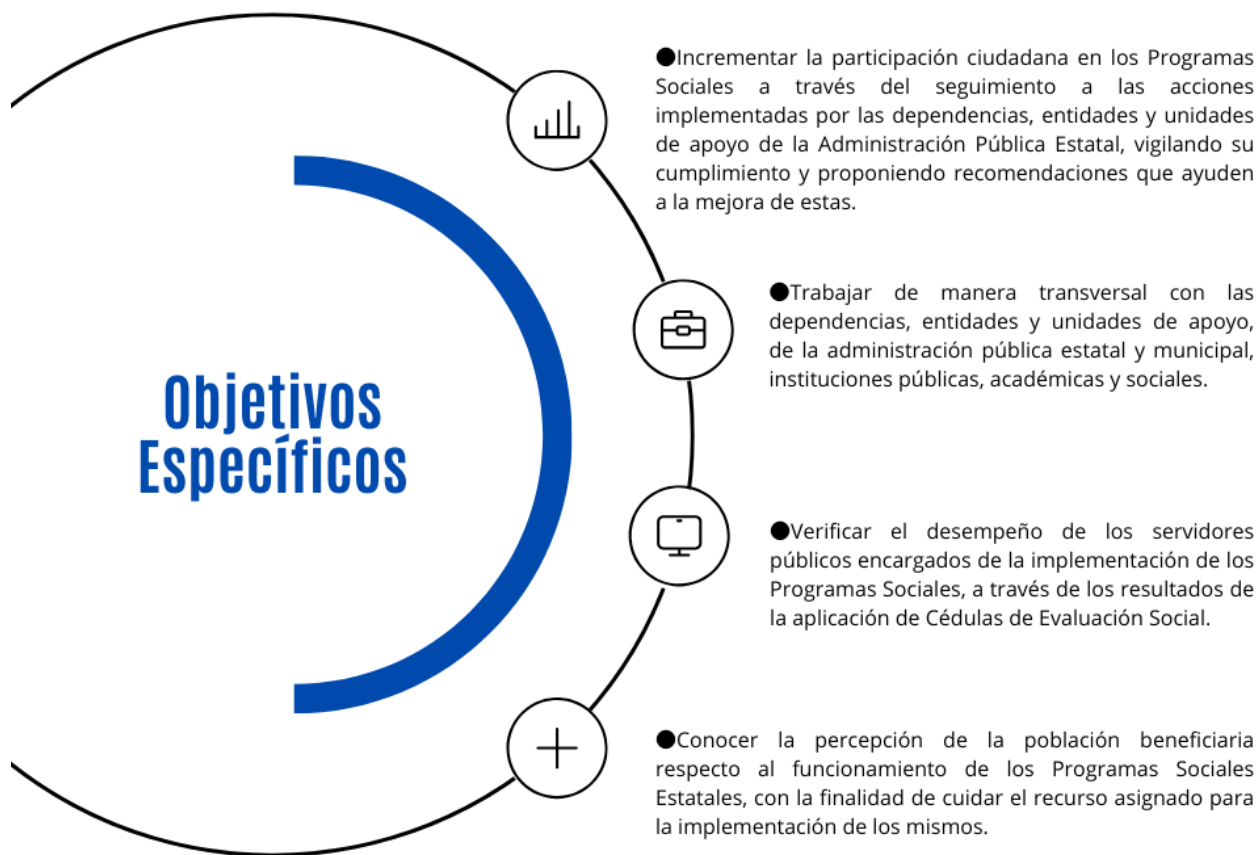 Objetivos
Específicos
●Incrementar la participación ciudadana en los Programas
Sociales a través del seguimiento a las acciones
implementadas por las dependencias, entidades y unidades
de apoyo de la Administración Pública Estatal, vigilando su
cumplimiento y proponiendo recomendaciones que ayuden
a la mejora de estas.
●Trabajar de manera transversal con las
dependencias, entidades y unidades de apoyo,
de la administración pública estatal y municipal,
instituciones públicas, académicas y sociales.
●Verificar el desempeño de los servidores
públicos encargados de la implementación de los
Programas Sociales, a través de los resultados de
la aplicación de Cédulas de Evaluación Social.
●Conocer la percepción de la población beneficiaria
respecto al funcionamiento de los Programas Sociales
Estatales, con la finalidad de cuidar el recurso asignado para
la implementación de los mismos.